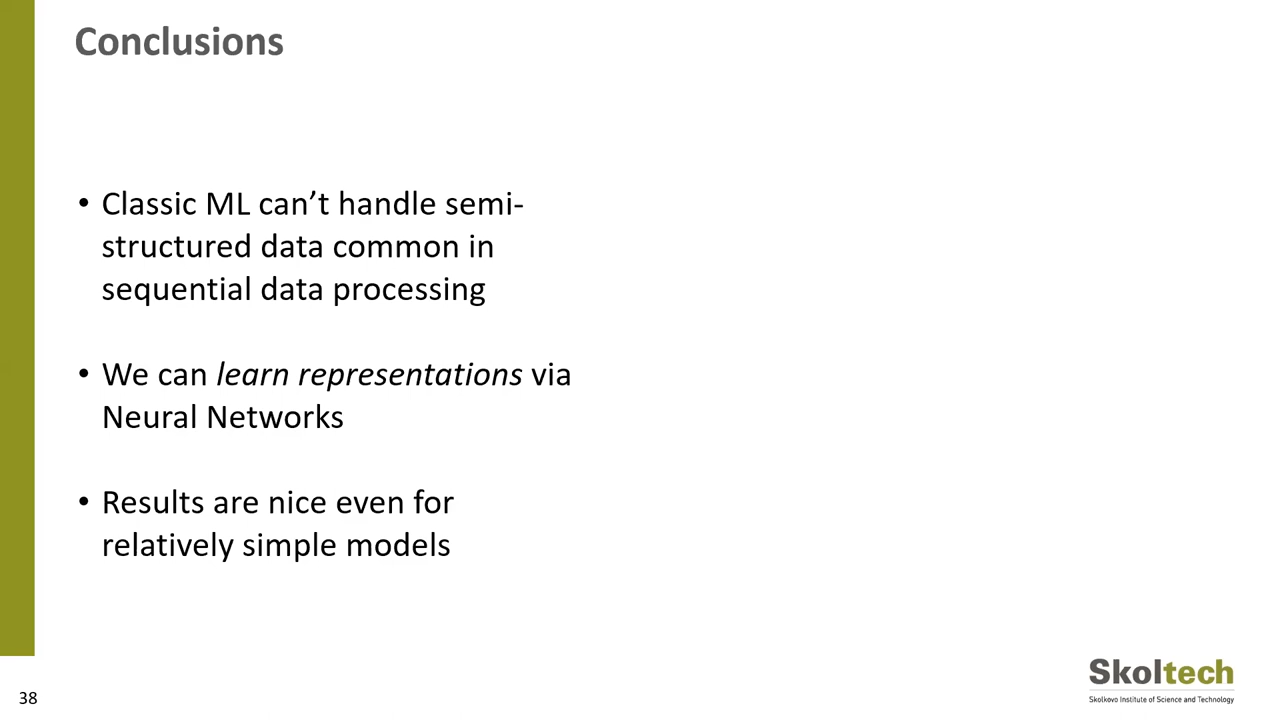 Conclusions
• Classic ML can’t handle semi-
structured data common in
sequential data processing
• We can learn representations via
Neural Networks
• Results are nice even for
relatively simple models
Skoltech
Skolkovo Institute of Science and Technology
38